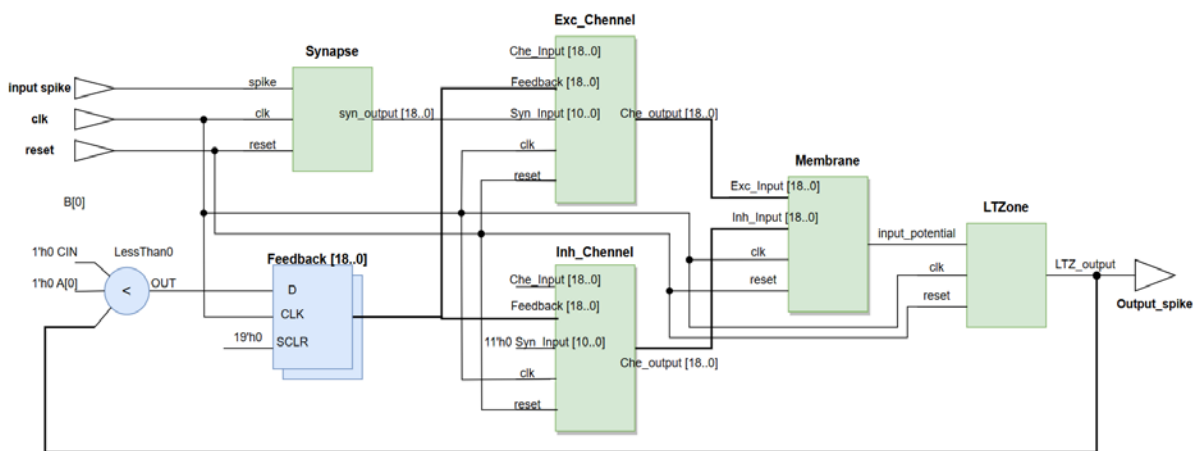 Exc_Chennel
Synapse
Che_Input [18..0]
input spike
spike
Feedback [18..0]
clk
clk
syn_output [18..0]
Syn_Input [10..0]
Che_output [18..0]
reset
reset
clk
reset
Membrane
Exc_Input [18..0]
B[0]
Inh_Input [18..0]
LTZone
1'h0 CIN
LessThan0
Feedback [18..0]
Inh_Channel
clk
input_potential
1'h0 A[0]
<
OUT
D
Che_Input [18..0]
reset
clk
LTZ_output
CLK
Feedback [18..0]
reset
Output_spike
19'h0
SCLR
11'h0 Syn_Input [10..0]
Che_output [18..0]
clk
reset